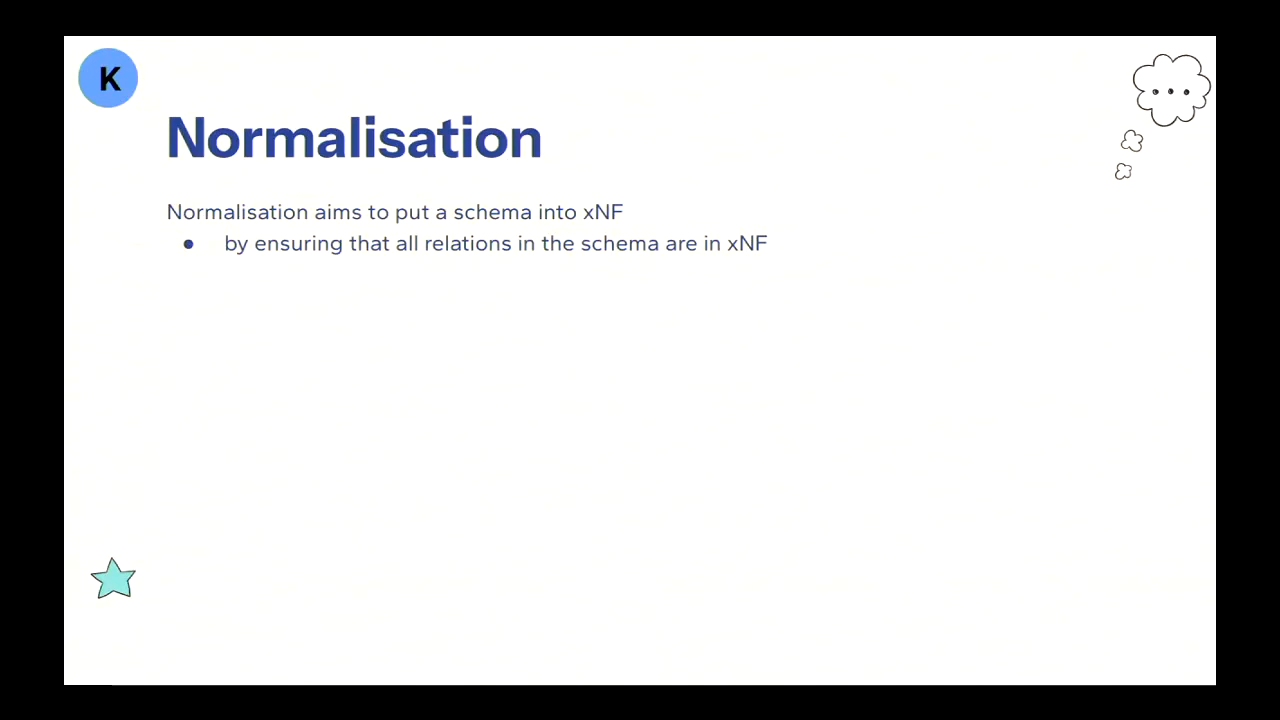 K
Normalisation
Normalisation aims to put a schema into xNF
● by ensuring that all relations in the schema are in xNF